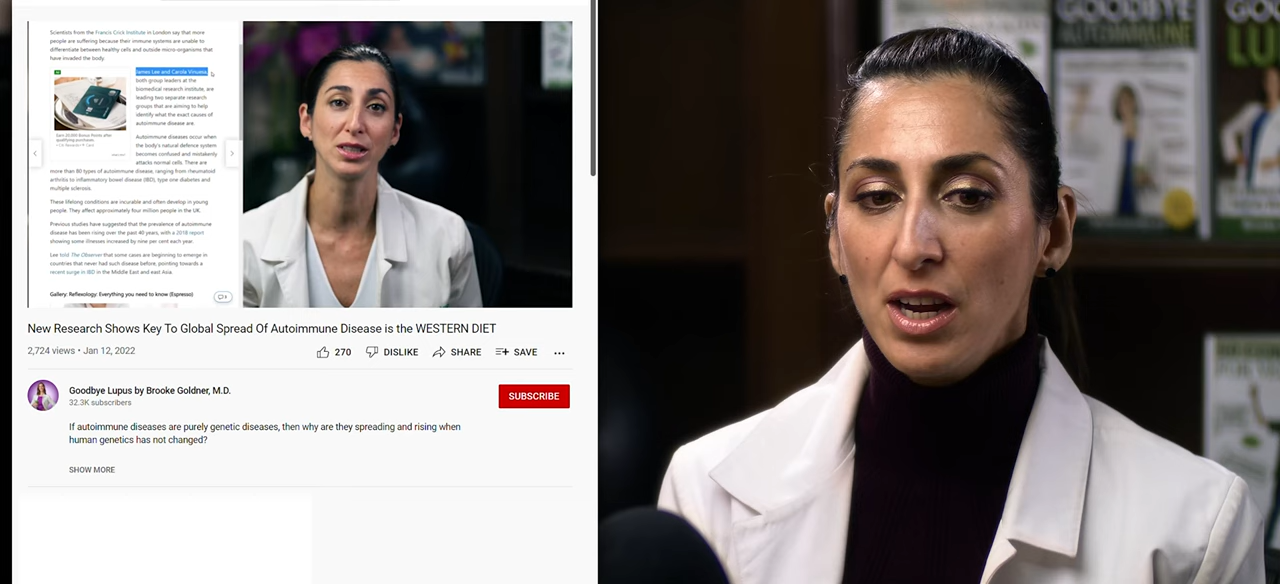 Scientists from the Francis Crick Institute in London say that more
people are suffering because their immune systems are unable to
differentiate between healthy cells and outside micro-organisms that
have invaded the body.
James Lee and Carola Vinuesa,
both group leaders at the
biomedical research institute, are
leading two separate research
groups that are aiming to help
identify what the exact causes of
autoimmune disease are.
Earn 20,000 Bonus Points after
qualifying purchases
Autoimmune diseases occur when
the body's natural defence system
becomes confused and mistakenly
attacks normal cells. There are
more than 80 types of autoimmune disease, ranging from rheumatoid
arthritis to inflammatory bowel disease (IBD), type one diabetes and
multiple sclerosis.
These lifelong conditions are incurable and often develop in young
people. They affect approximately four million people in the UK.
Previous studies have suggested that the prevalence of autoimmune
disease has been rising over the past 40 years, with a 2018 report
showing some illnesses increased by nine per cent each year.
Lee told The Observer that some cases are beginning to emerge in
countries that never had such disease before, pointing towards a
recent surge in IBD in the Middle East and east Asia.
Gallery: Reflexology: Everything you need to know (Espresso)
New Research Shows Key To Global Spread Of Autoimmune Disease is the WESTERN DIET
2,724 views • Jan 12, 2022
270 DISLIKE SHARE SAVE
Goodbye Lupus by Brooke Goldner, M.D.
32.3K subscribers
SUBSCRIBE
If autoimmune diseases are purely genetic diseases, then why are they spreading and rising when
human genetics has not changed?
SHOW MORE
GOODBYE
AUTOIMMUNE
GOO
LU